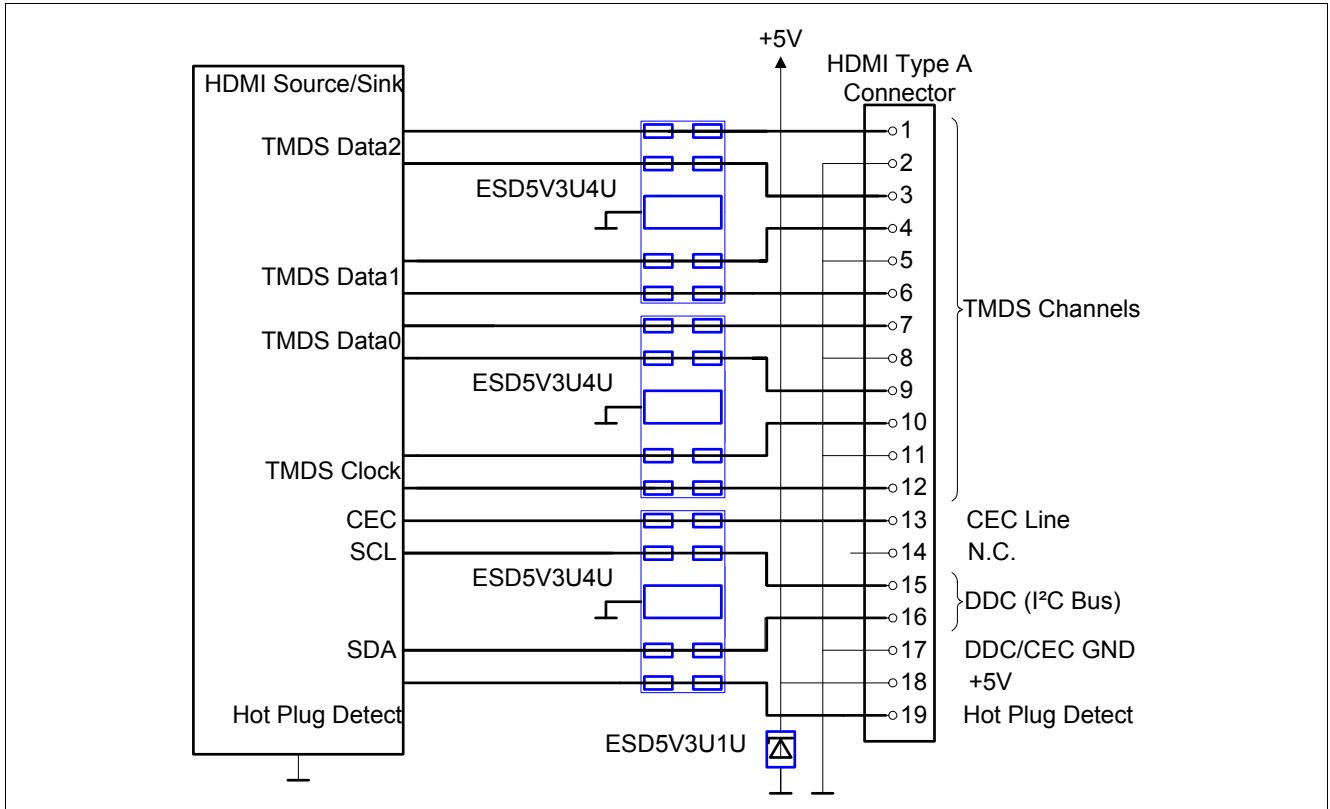 +5V
HDMI Type A
Connector
HDMI Source/Sink
TMDS Data2
ESD5V3U4U
TMDS Data1
TMDS Data0
ESD5V3U4U
TMDS Clock
CEC
SCL
ESD5V3U4U
SDA
Hot Plug Detect
ESD5V3U1U
1
2
3
4
5
6
7
8
9
10
11
12
13
14
15
16
17
18
19
TMDS Channels
CEC Line
N.C.
DDC (I²C Bus)
DDC/CEC GND
+5V
Hot Plug Detect